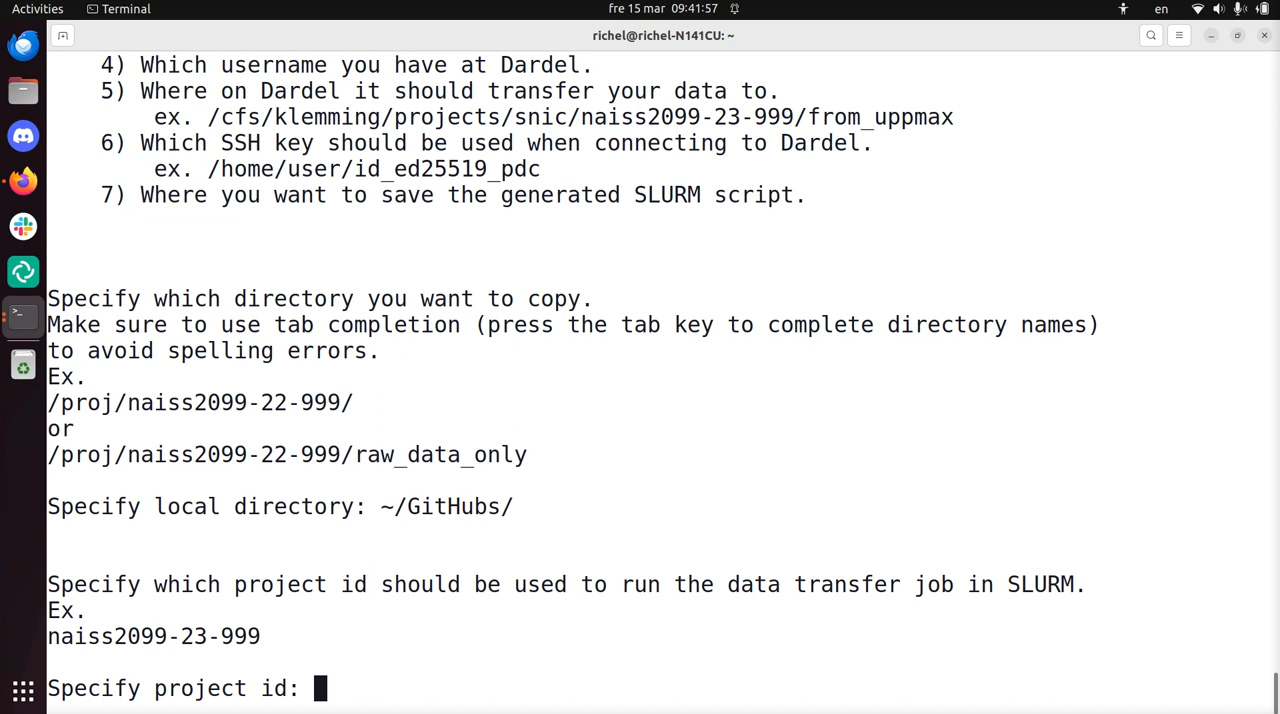 Activities
Terminal
fre 15 mar 09:41:57
en
richel@richel-N141CU: ~
4) Which username you have at Dardel.
5) Where on Dardel it should transfer your data to.
ex. /cfs/klemming/projects/snic/naiss2099-23-999/from_uppmax
6) Which SSH key should be used when connecting to Dardel.
ex. /home/user/id_ed25519_pdc
7) Where you want to save the generated SLURM script.
Specify which directory you want to copy.
Make sure to use tab completion (press the tab key to complete directory names)
to avoid spelling errors.
Ex.
/proj/naiss2099-22-999/
or
/proj/naiss2099-22-999/raw_data_only
Specify local directory: ~/GitHubs/
Specify which project id should be used to run the data transfer job in SLURM.
Ex.
naiss2099-23-999
Specify project id: